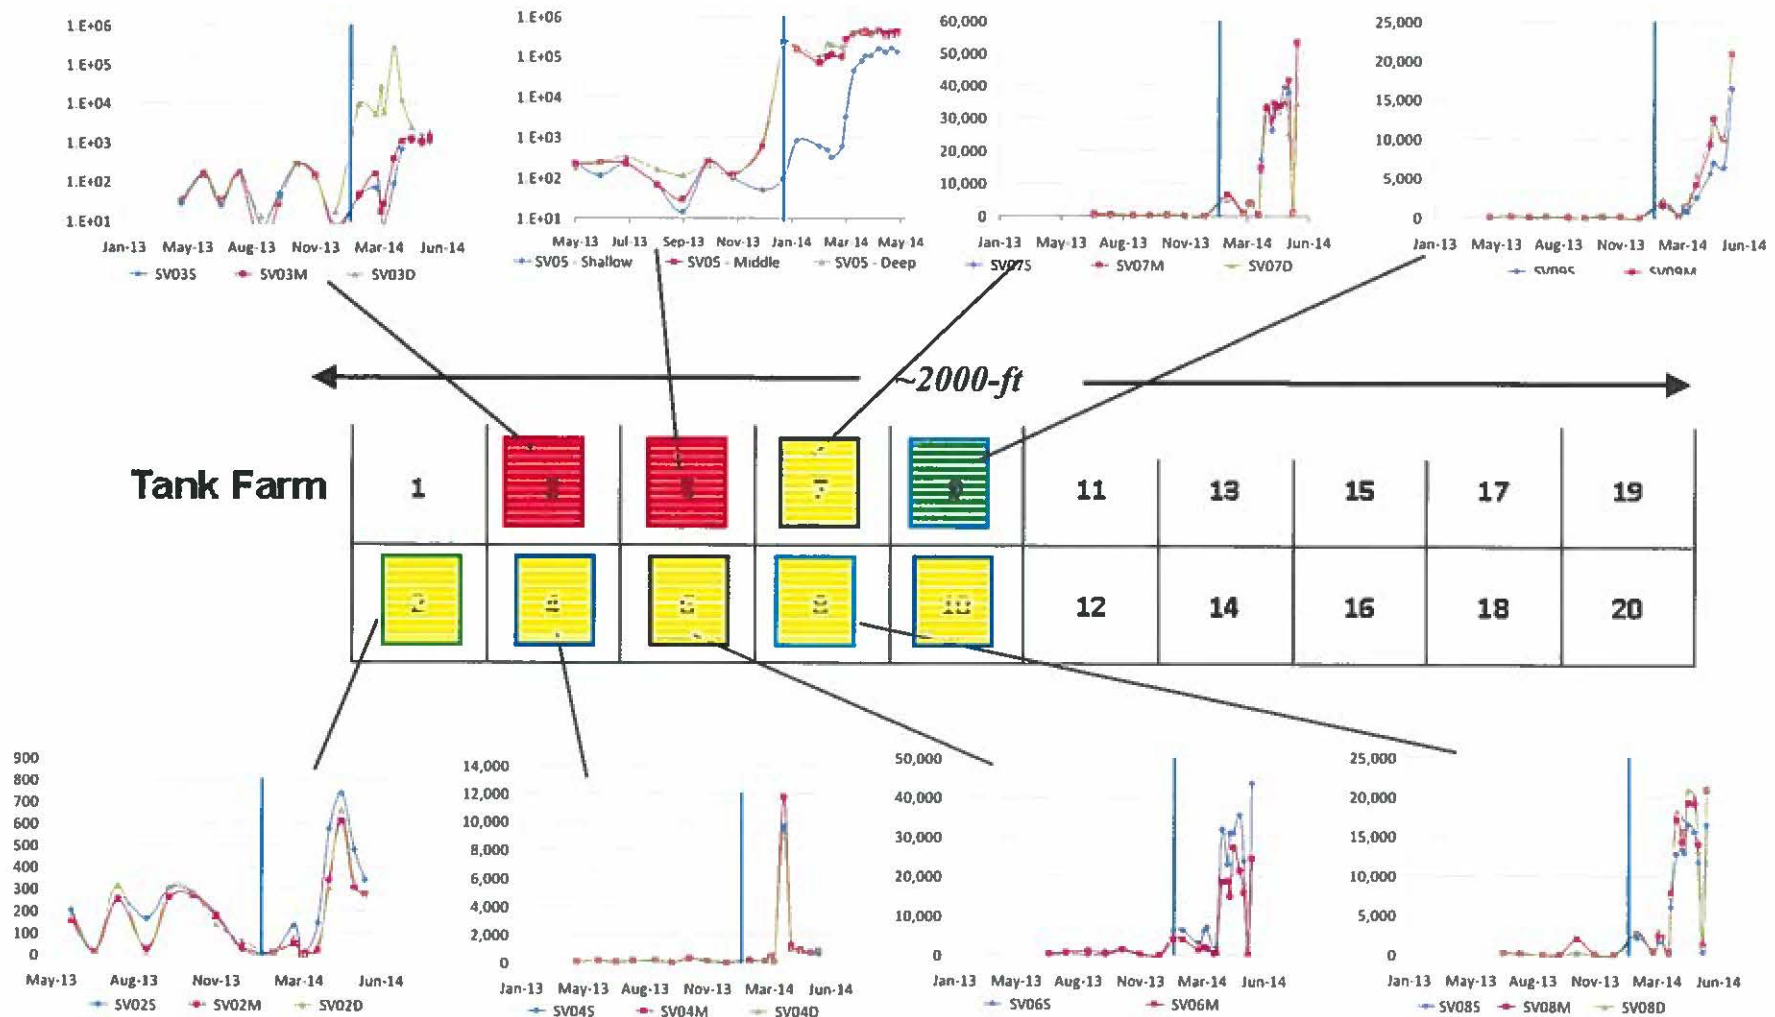 1.E+06
1.E+05
1.E+04
1.E+03
1.E+02
1.E+01
Jan-13 May-13 Aug-13 Nov-13 Mar-14 Jun-14
SV03S SV03M SV03D
1.E+06
1.E+05
1.E+04
1.E+03
1.E+02
1.E+01
May-13 Jul-13 Sep-13 Nov-13 Jan-14 Mar-14 May-14
SV05 - Shallow SV05 - Middle SV05 - Deep
60,000
50,000
40,000
30,000
20,000
10,000
0
Jan-13 May-13 Aug-13 Nov-13 Mar-14 Jun-14
SV07S SV07M SV07D
25,000
20,000
15,000
10,000
5,000
0
Jan-13 May-13 Aug-13 Nov-13 Mar-14 Jun-14
SV09S SV09M
~2000-ft
Tank Farm
1 7 9 11 13 15 17 19
2 4 6 8 10 12 14 16 18 20
900
800
700
600
500
400
300
200
100
0
May-13 Aug-13 Nov-13 Mar-14 Jun-14
SV02S SV02M SV02D
14,000
12,000
10,000
8,000
6,000
4,000
2,000
0
Jan-13 May-13 Aug-13 Nov-13 Mar-14 Jun-14
SV04S SV04M SV04D
50,000
40,000
30,000
20,000
10,000
0
Jan-13 May-13 Aug-13 Nov-13 Mar-14 Jun-14
SV06S SV06M
25,000
20,000
15,000
10,000
5,000
0
Jan-13 May-13 Aug-13 Nov-13 Mar-14 Jun-14
SV08S SV08M SV08D